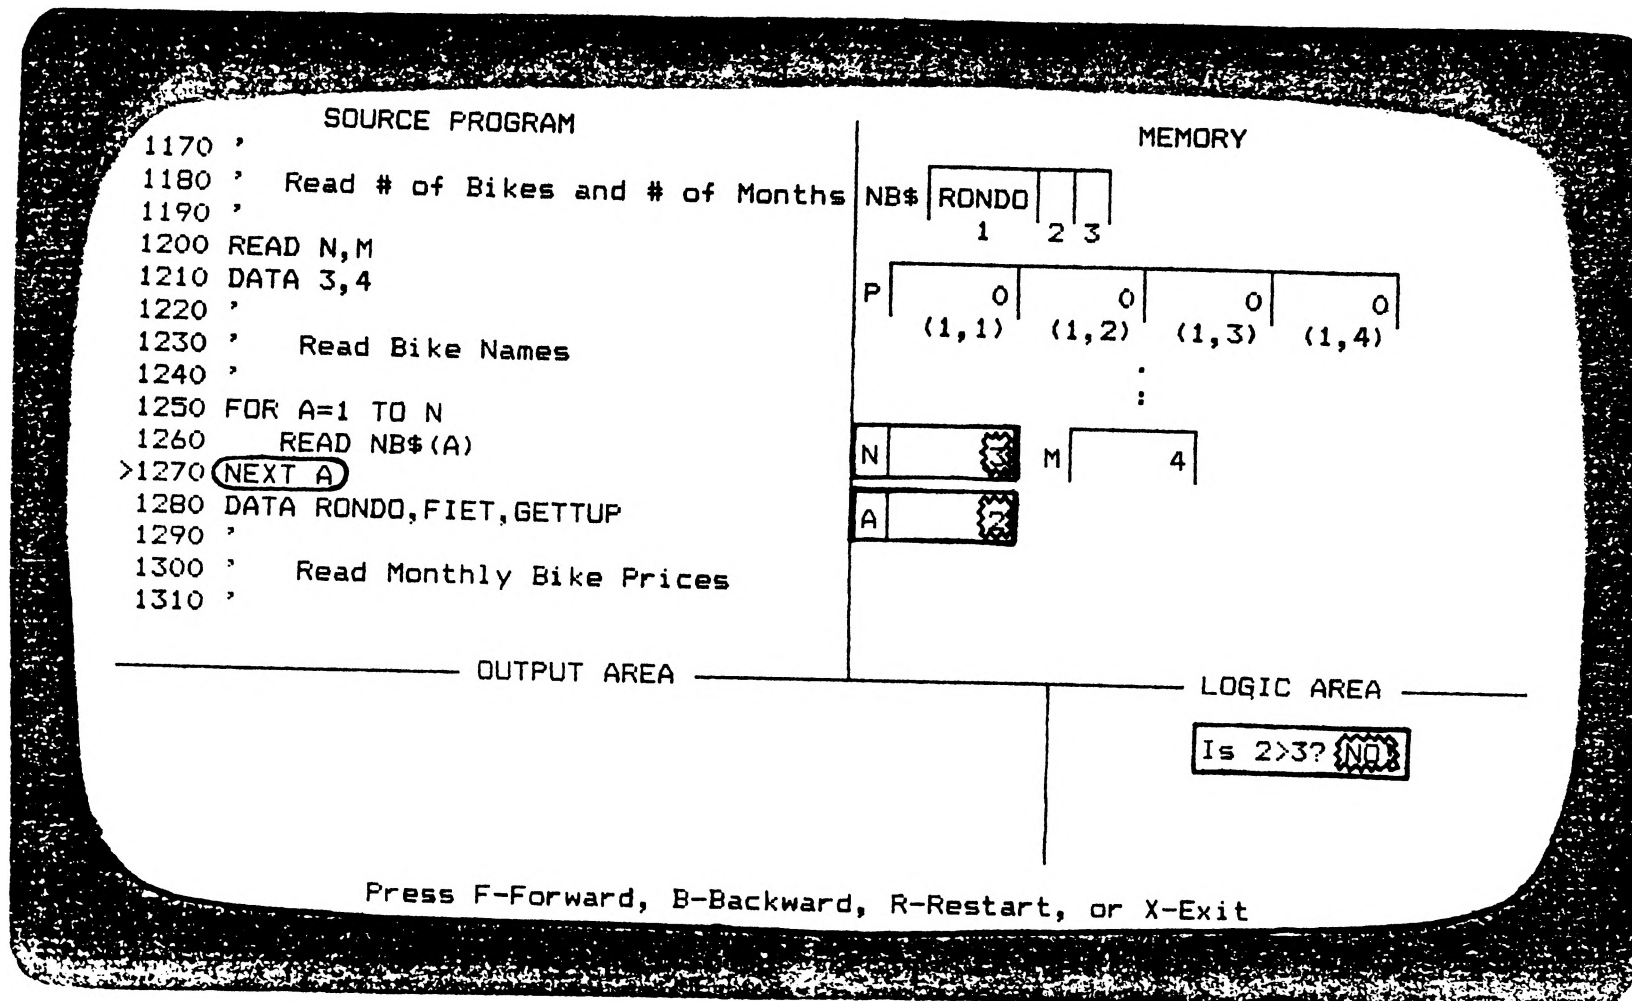 SOURCE PROGRAM
1170 '
1180 ' Read # of Bikes and # of Months
1190 '
1200 READ N,M
1210 DATA 3,4
1220 '
1230 ' Read Bike Names
1240 '
1250 FOR A=1 TO N
1260 READ NB$(A)
>1270 NEXT A
1280 DATA RONDO,FIET,GETTUP
1290 '
1300 ' Read Monthly Bike Prices
1310 '
MEMORY
NB$ RONDO
1 2 3
P 0 0 0 0
(1,1) (1,2) (1,3) (1,4)
:
N 3 M 4
A 2
OUTPUT AREA
LOGIC AREA
Is 2>3? NO
Press F-Forward, B-Backward, R-Restart, or X-Exit